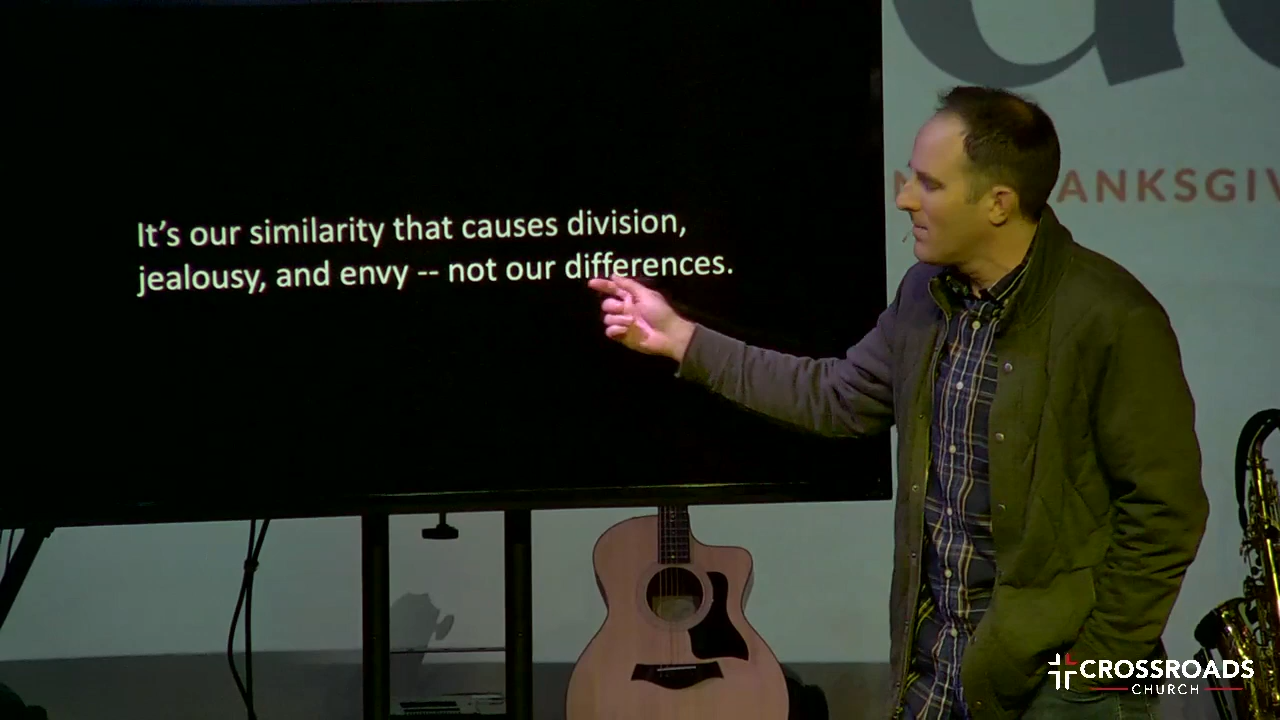 It's our similarity that causes division,
jealousy, and envy -- not our differences.
CROSSROADS
CHURCH